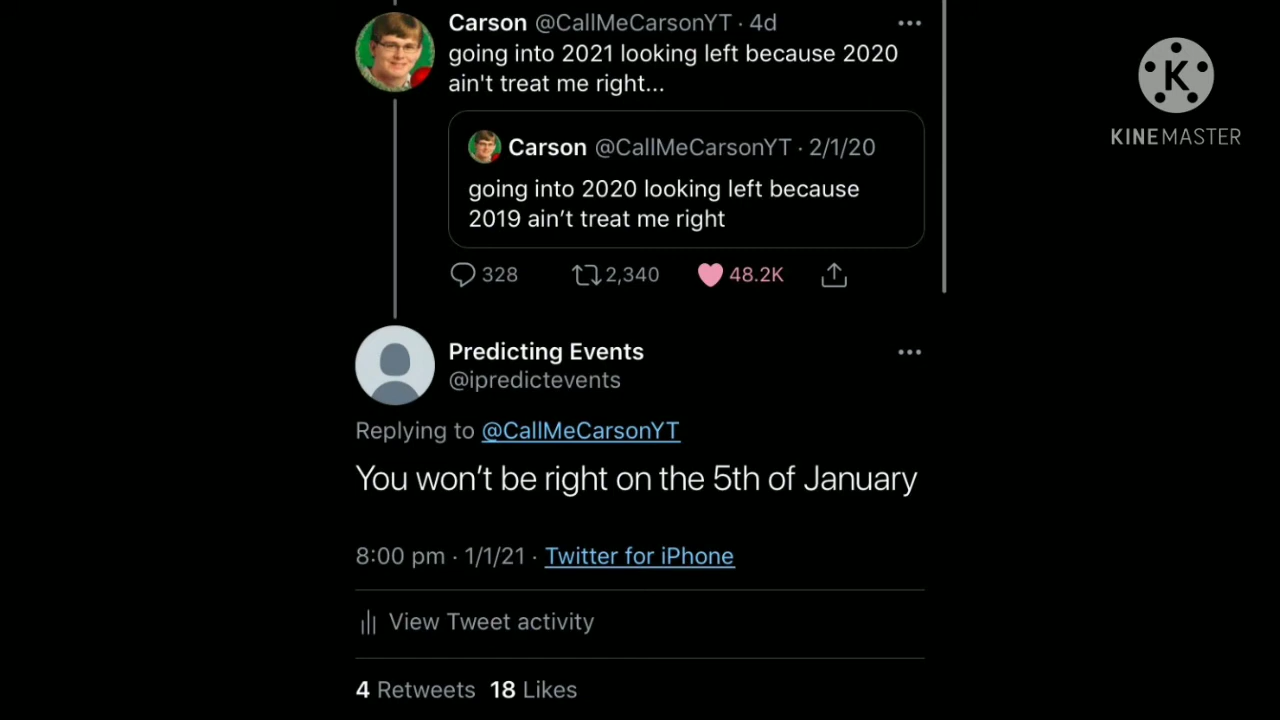 Carson @CallMeCarsonYT · 4d
going into 2021 looking left because 2020
ain't treat me right...
Carson @CallMeCarsonYT · 2/1/20
going into 2020 looking left because
2019 ain’t treat me right
328 2,340 48.2K
K
KINEMASTER
Predicting Events
@ipredictevents
Replying to @CallMeCarsonYT
You won’t be right on the 5th of January
8:00 pm · 1/1/21 · Twitter for iPhone
View Tweet activity
4 Retweets 18 Likes